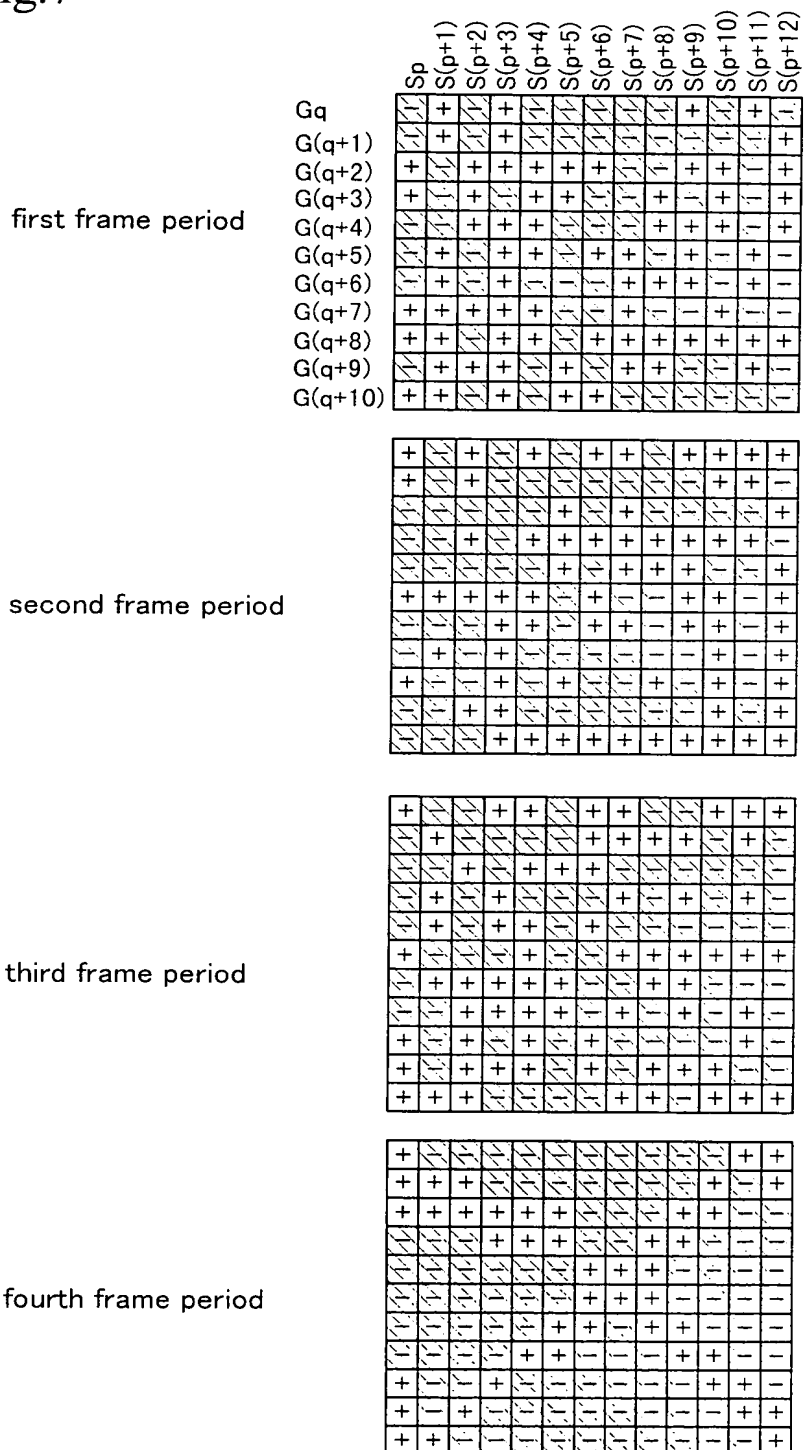 Sp S(p+1) S(p+2) S(p+3) S(p+4) S(p+5) S(p+6) S(p+7) S(p+8) S(p+9) S(p+10) S(p+11) S(p+12)
Gq − + − + − − − − − + − + −
G(q+1) − + − + − − − − − − − − +
G(q+2) + − + + + + + − − + + − +
G(q+3) + − + − + + − − + − + − +
first frame period
G(q+4) − − + + + − − − + + + − +
G(q+5) − + − + + − + + − + − + −
G(q+6) − + − + − − − + + + − + −
G(q+7) + + + + + − − + − − + − −
G(q+8) + + − + + − + + + + + + +
G(q+9) − + + + − + − + + − − + −
G(q+10) + + − + − + + − − − − − −
+ − + − + − + + − + + + +
+ − + − − − − − − − + + −
− − − − − + − + − − − − +
− − + − + + + + + + + + −
− − − − − + − + + + − − +
second frame period
+ + + + + − + − − + + − +
− − − + + − + + − + + − +
− + − + − − − − − − + − +
+ − − − − + − − + − + − +
− − + + − − − − − − + − +
− − − + + + + + + + + + +
+ − − + + − + + − − + + +
− + − − − − + + + + − + −
− − + − + + + − − − − − −
− + − + − − − + − + − + −
− + − + + − + − − − − − −
third frame period
+ − − − + − − + + + + + +
− + + + + + − − + + − − −
− − + + + + − + − + − + −
+ − + − + − + − − − − + −
+ − + + + − + − + + + − −
+ + + − − − − + + − + + +
+ − − − − − − − − − − + +
+ + + − − − − − − − + − +
+ + + + + + − − − + + − −
− − − + + + − − + + − − −
− − − − − − + + + − − − −
fourth frame period
− − − − − − + + + − − − −
− − − − − + + − + + − − −
− − − − + + − − − + + − −
+ − − + − − − − − − + + −
+ − + − − − − − − − − + +
+ + − − − − − − − − − − +